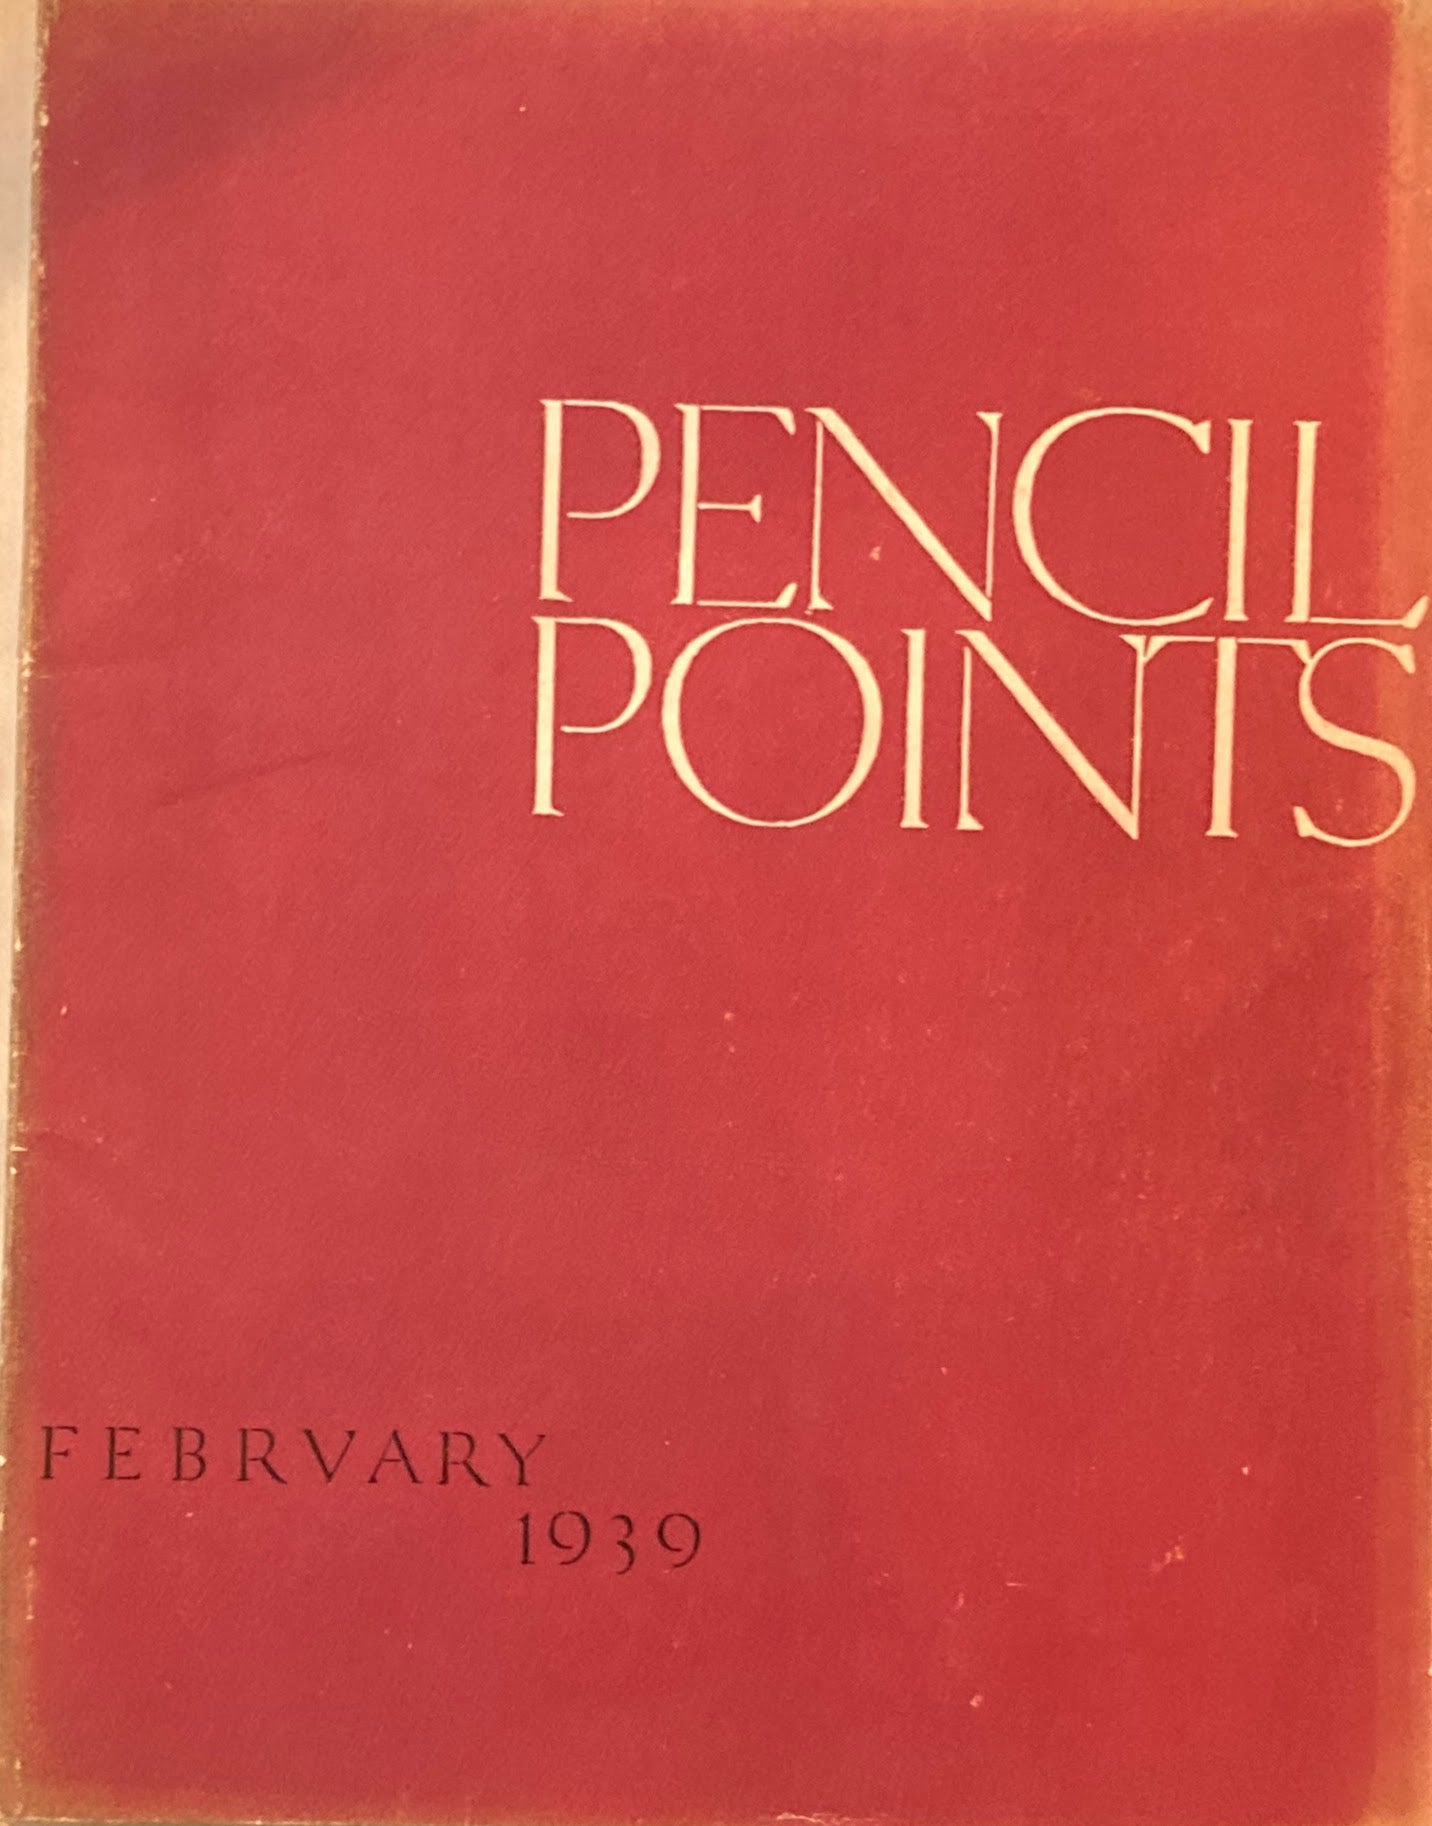 PENCIL
POINTS
FEBRVARY
1939